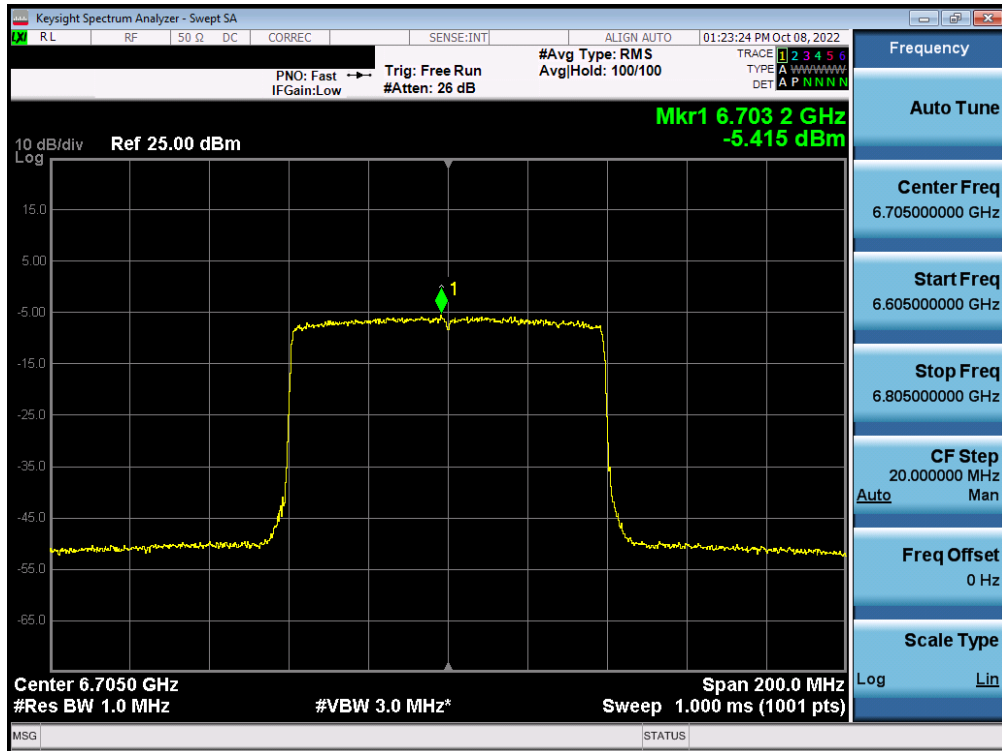 Keysight Spectrum Analyzer - Swept SA
LXI RL RF 50 Ω DC CORREC SENSE:INT ALIGN AUTO 01:23:24 PM Oct 08, 2022
PNO: Fast
IFGain:Low
Trig: Free Run
#Atten: 26 dB
#Avg Type: RMS
Avg|Hold: 100/100
TRACE 1 2 3 4 5 6
TYPE A WWWWW
DET A P N N N N
Mkr1 6.703 2 GHz
-5.415 dBm
10 dB/div Ref 25.00 dBm
Log
15.0
5.00
1
-5.00
-15.0
-25.0
-35.0
-45.0
-55.0
-65.0
Center 6.7050 GHz Span 200.0 MHz
#Res BW 1.0 MHz #VBW 3.0 MHz* Sweep 1.000 ms (1001 pts)
MSG STATUS
Frequency
Auto Tune
Center Freq
6.705000000 GHz
Start Freq
6.605000000 GHz
Stop Freq
6.805000000 GHz
CF Step
20.000000 MHz
Auto Man
Freq Offset
0 Hz
Scale Type
Log Lin